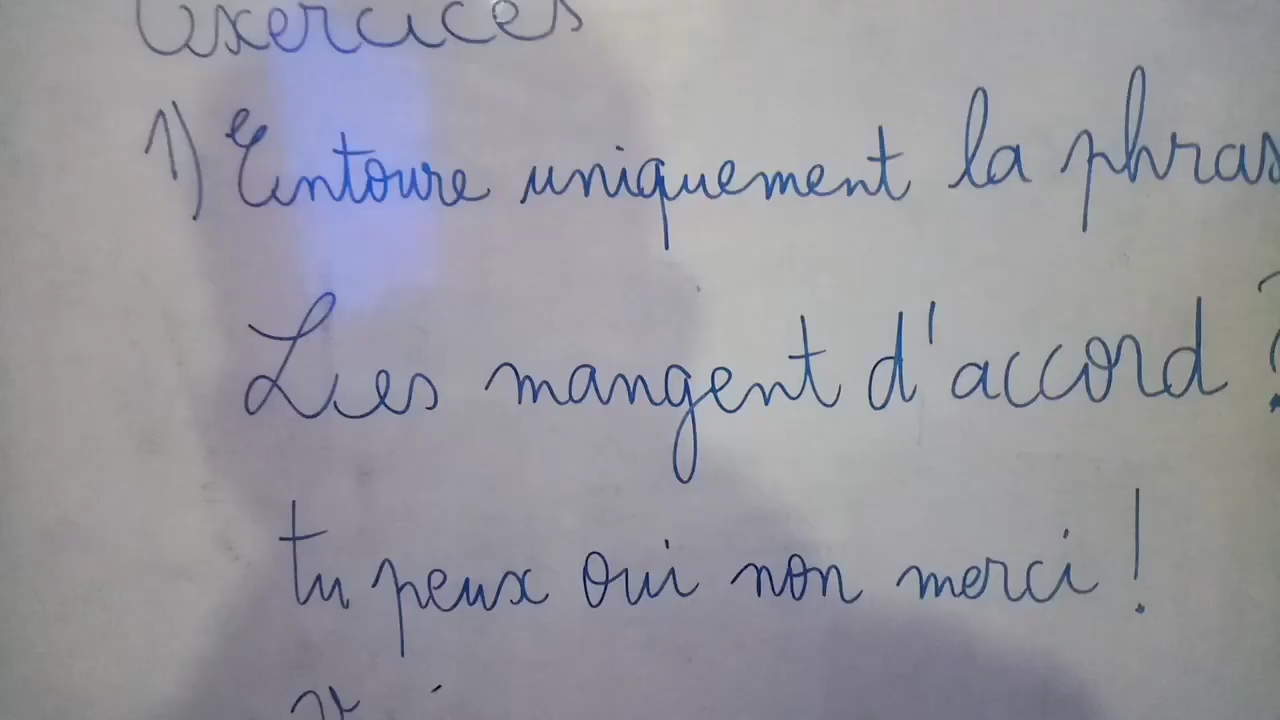 Exercices
1) Entoure uniquement la phras
Les mangent d'accord ?
tu peux oui non merci !